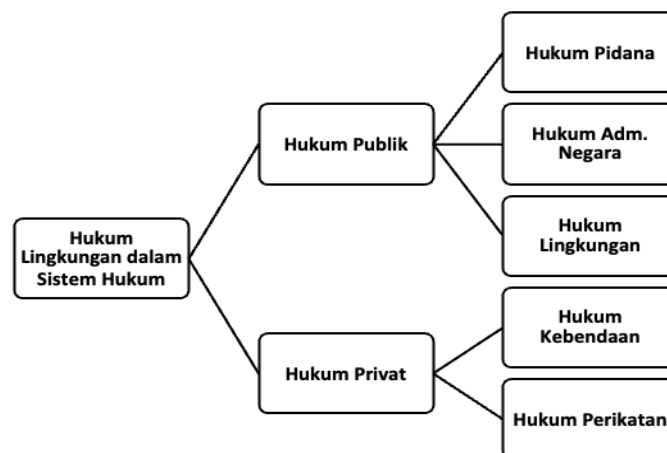 Hukum
Lingkungan dalam
Sistem Hukum
Hukum Publik
Hukum Pidana
Hukum Adm.
Negara
Hukum
Lingkungan
Hukum Privat
Hukum
Kebendaan
Hukum Perikatan